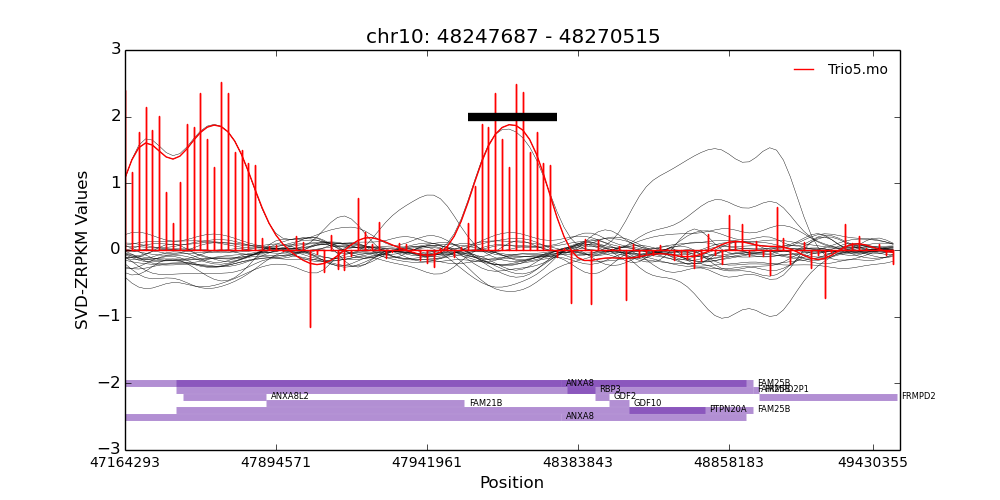 chr10: 48247687 - 48270515
Trio5.mo
SVD-ZRPKM Values
3
2
1
0
−1
−2
−3
ANXA8 FAM25B
RBP3 FRMPD2P1
ANXA8L2 GDF2 FRMPD2
FAM21B GDF10
PTPN20A FAM25B
ANXA8
47164293 47894571 47941961 48383843 48858183 49430355
Position